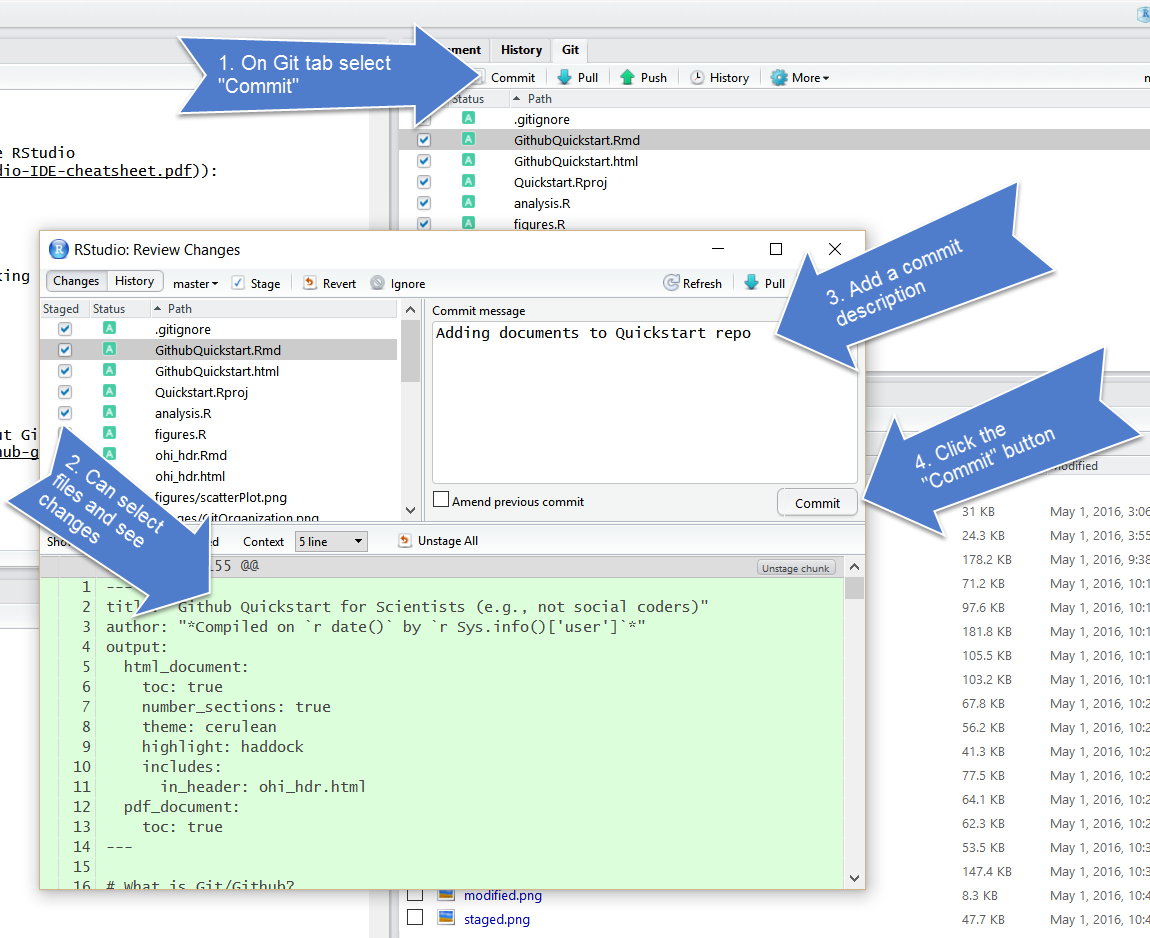 1. On Git tab select
"Commit"
History
Git
Commit
Pull
Push
History
More
Status
Path
.gitignore
GithubQuickstart.Rmd
GithubQuickstart.html
Quickstart.Rproj
analysis.R
figures.R
RStudio
io-IDE-cheatsheet.pdf)):
RStudio: Review Changes
Changes
History
master
Stage
Revert
Ignore
Refresh
Pull
3. Add a commit
description
Staged
Status
Path
.gitignore
GithubQuickstart.Rmd
GithubQuickstart.html
Quickstart.Rproj
analysis.R
figures.R
ohi_hdr.Rmd
ohi_hdr.html
figures/scatterPlot.png
Commit message
Adding documents to Quickstart repo
Amend previous commit
Commit
4. Click the
"Commit" button
2. Can select
files and see
changes
Context
5 line
Unstage All
@@
Unstage chunk
1 ---
2 title: "Github Quickstart for Scientists (e.g., not social coders)"
3 author: "*Compiled on `r date()` by `r Sys.info()['user']`*"
4 output:
5 html_document:
6 toc: true
7 number_sections: true
8 theme: cerulean
9 highlight: haddock
10 includes:
11 in_header: ohi_hdr.html
12 pdf_document:
13 toc: true
14 ---
15
16 # What is Git/Github?
31 KB May 1, 2016, 3:06
24.3 KB May 1, 2016, 3:55
178.2 KB May 1, 2016, 9:38
71.2 KB May 1, 2016, 10:1
97.6 KB May 1, 2016, 10:1
181.8 KB May 1, 2016, 10:1
105.5 KB May 1, 2016, 10:1
103.2 KB May 1, 2016, 10:1
67.8 KB May 1, 2016, 10:2
56.2 KB May 1, 2016, 10:2
41.3 KB May 1, 2016, 10:2
77.5 KB May 1, 2016, 10:2
64.1 KB May 1, 2016, 10:2
62.3 KB May 1, 2016, 10:2
53.5 KB May 1, 2016, 10:3
147.4 KB May 1, 2016, 10:3
modified.png 8.3 KB May 1, 2016, 10:4
staged.png 47.7 KB May 1, 2016, 10:4